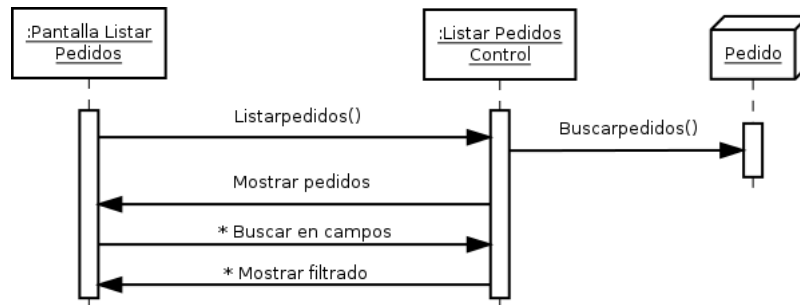 :Pantalla Listar
Pedidos
:Listar Pedidos
Control
Pedido
Listarpedidos()
Buscarpedidos()
Mostrar pedidos
* Buscar en campos
* Mostrar filtrado